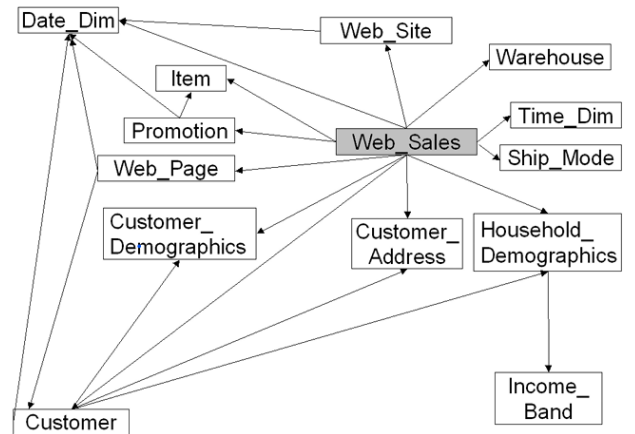 Date_Dim
Web_Site
Warehouse
Item
Time_Dim
Promotion
Web_Sales
Ship_Mode
Web_Page
Customer_
Demographics
Customer_
Address
Household_
Demographics
Income_
Band
Customer